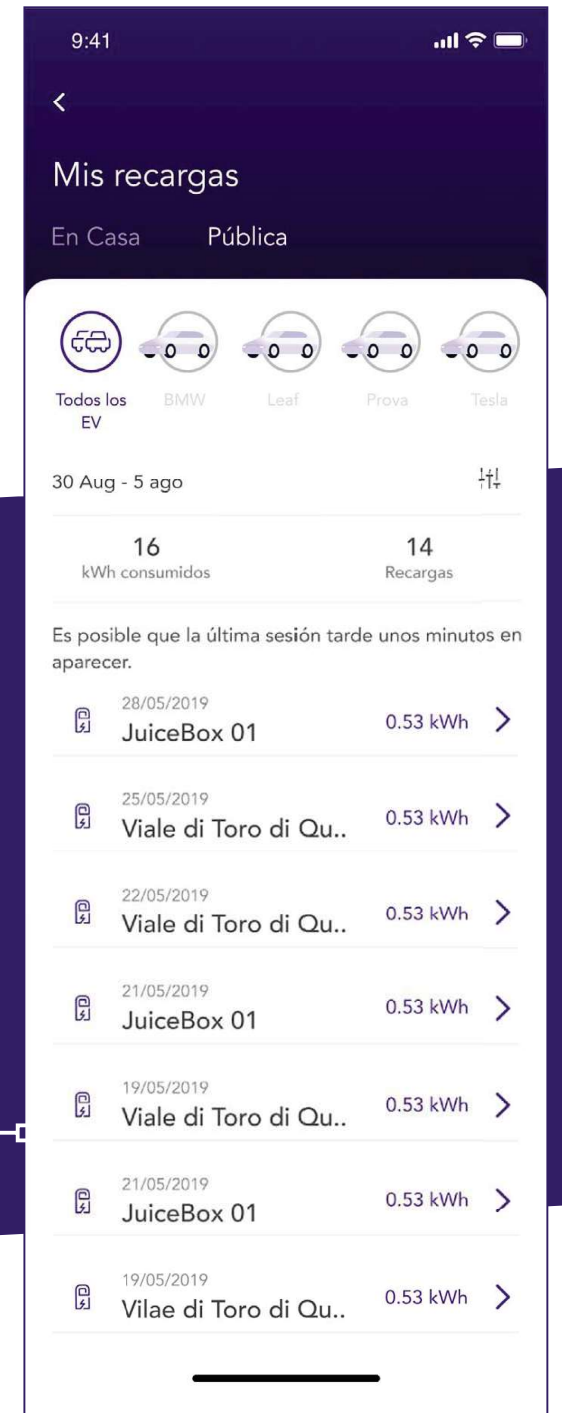 9:41
Mis recargas
En Casa Pública
Todos los
EV
BMW
Leaf
Prova
Tesla
30 Aug - 5 ago
16 14
kWh consumidos Recargas
Es posible que la última sesión tarde unos minutos en
aparecer.
28/05/2019
JuiceBox 01 0.53 kWh
25/05/2019
Viale di Toro di Qu.. 0.53 kWh
22/05/2019
Viale di Toro di Qu.. 0.53 kWh
21/05/2019
JuiceBox 01 0.53 kWh
19/05/2019
Viale di Toro di Qu.. 0.53 kWh
21/05/2019
JuiceBox 01 0.53 kWh
19/05/2019
Vilae di Toro di Qu.. 0.53 kWh